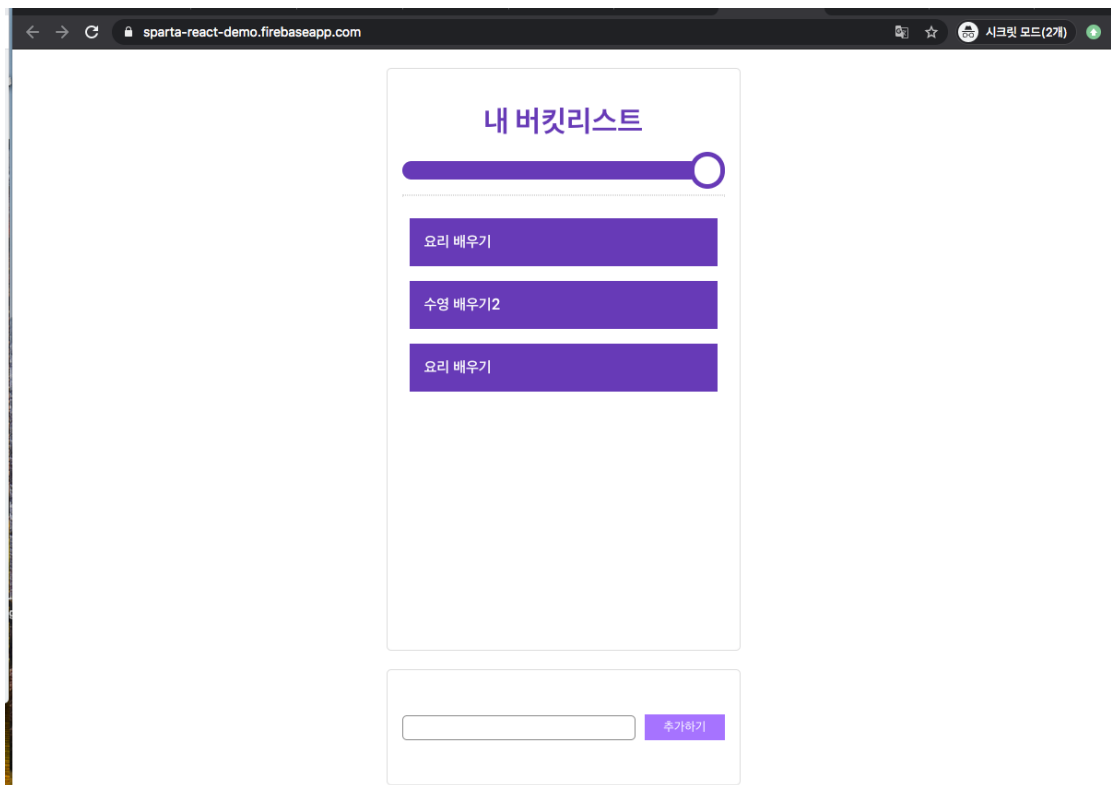 sparta-react-demo.firebaseapp.com
시크릿 모드(2개)
내 버킷리스트
요리 배우기
수영 배우기2
요리 배우기
추가하기